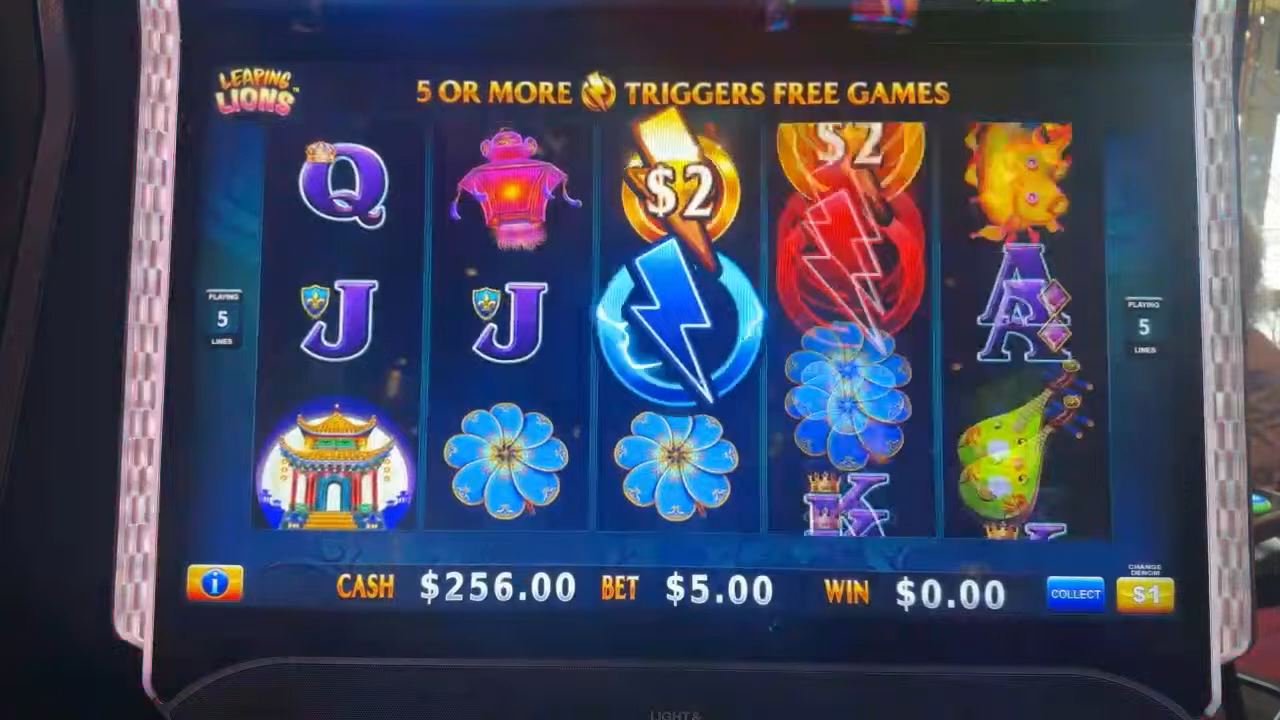 LEAPING
LIONS™
5 OR MORE TRIGGERS FREE GAMES
Q
$2
$2
J
J
A
A
PLAYING
5
LINES
PLAYING
5
LINES
K
CASH $256.00 BET $5.00 WIN $0.00
COLLECT
CHANGE
DENOM
$1